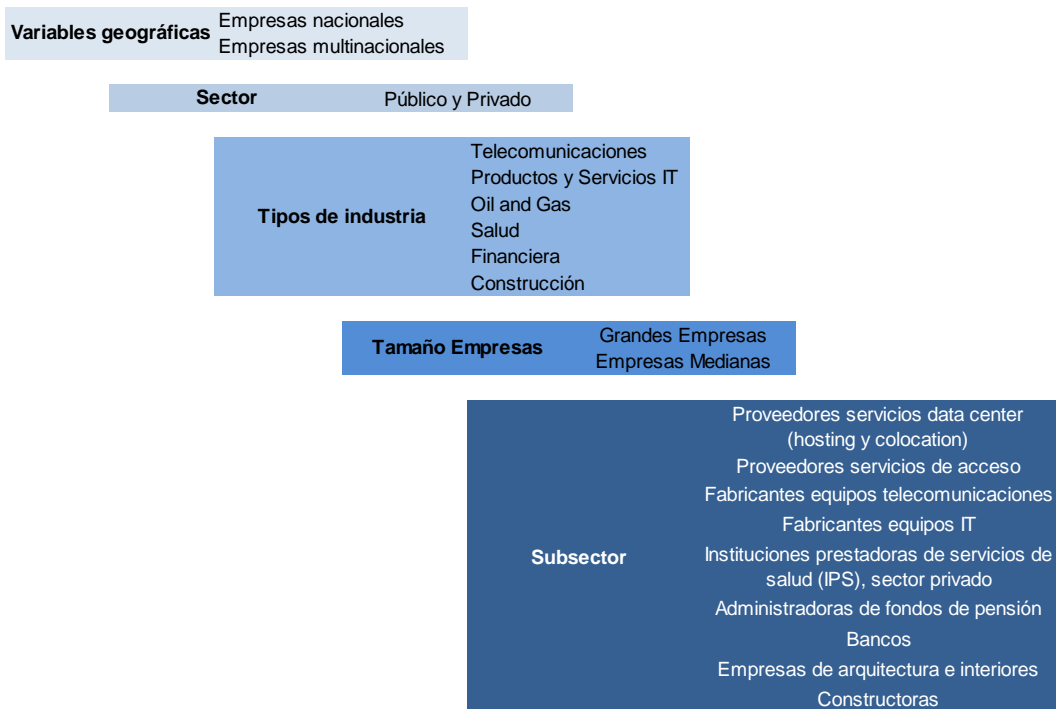 Variables geográficas
Empresas nacionales
Empresas multinacionales
Sector
Público y Privado
Tipos de industria
Telecomunicaciones
Productos y Servicios IT
Oil and Gas
Salud
Financiera
Construcción
Tamaño Empresas
Grandes Empresas
Empresas Medianas
Subsector
Proveedores servicios data center
(hosting y colocation)
Proveedores servicios de acceso
Fabricantes equipos telecomunicaciones
Fabricantes equipos IT
Instituciones prestadoras de servicios de
salud (IPS), sector privado
Administradoras de fondos de pensión
Bancos
Empresas de arquitectura e interiores
Constructoras